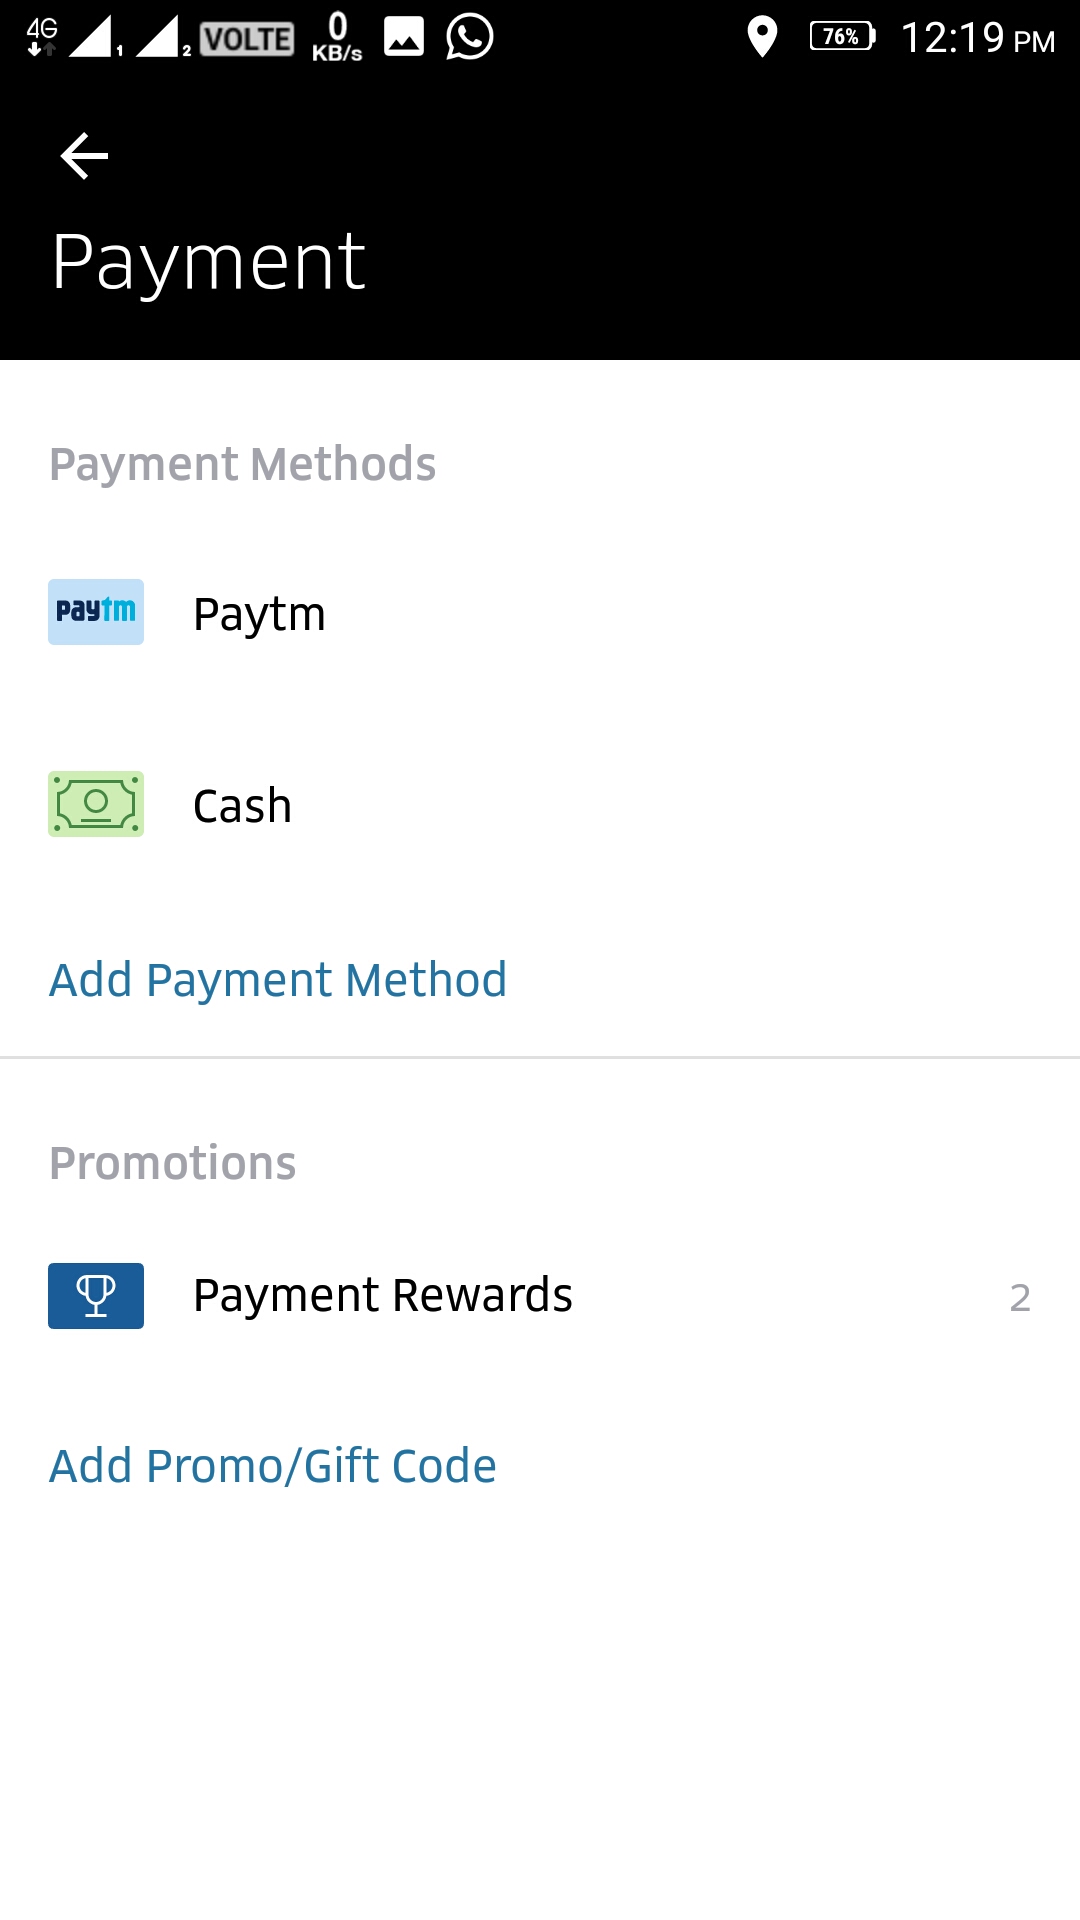 4G 1 2 VOLTE 0 KB/s 76% 12:19 PM
Payment
Payment Methods
paytm Paytm
Cash
Add Payment Method
Promotions
Payment Rewards 2
Add Promo/Gift Code